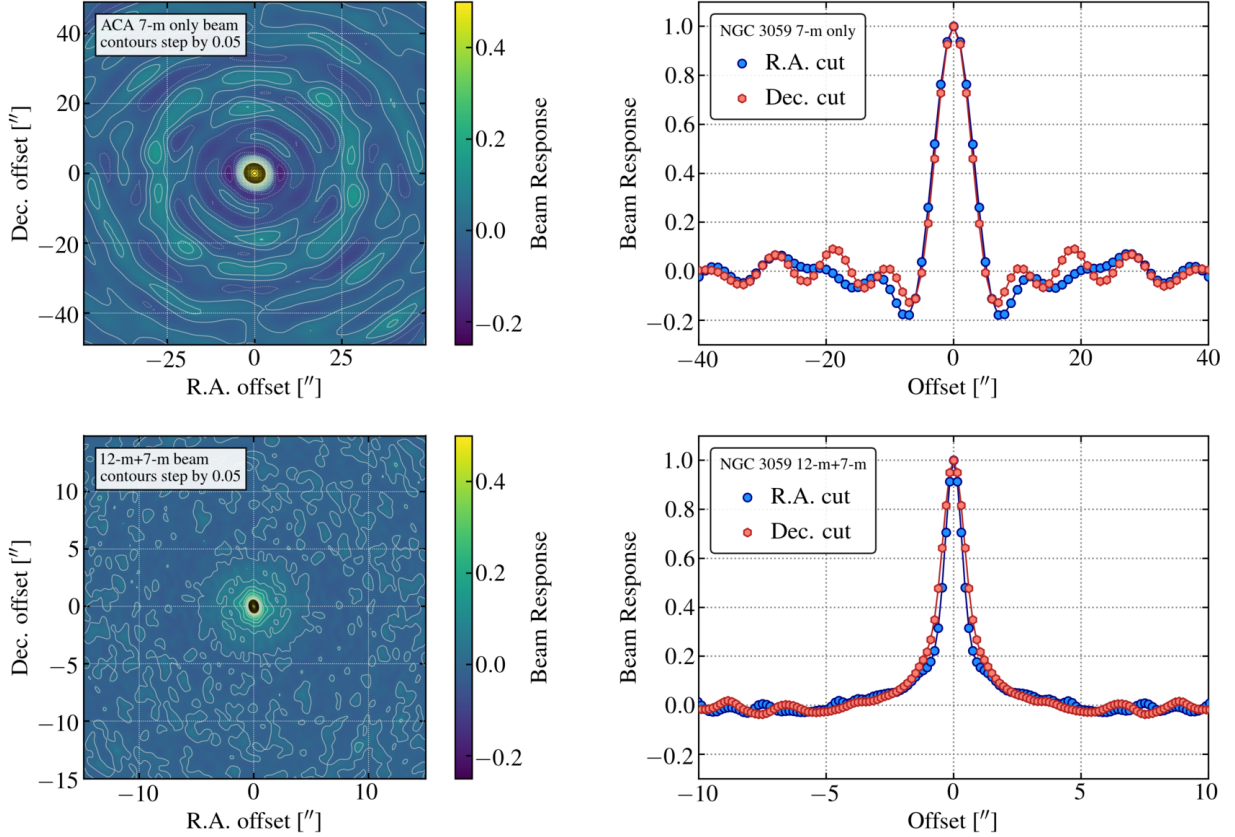 ACA 7-m only beam
contours step by 0.05
40
20
0
−20
−40
Dec. offset [″]
−25
0
25
R.A. offset [″]
0.4
0.2
0.0
−0.2
Beam Response
NGC 3059 7-m only
R.A. cut
Dec. cut
1.0
0.8
0.6
0.4
0.2
0.0
−0.2
Beam Response
−40
−20
0
20
40
Offset [″]
12-m+7-m beam
contours step by 0.05
10
5
0
−5
−10
−15
Dec. offset [″]
−10
0
10
R.A. offset [″]
0.4
0.2
0.0
−0.2
Beam Response
NGC 3059 12-m+7-m
R.A. cut
Dec. cut
1.0
0.8
0.6
0.4
0.2
0.0
−0.2
Beam Response
−10
−5
0
5
10
Offset [″]